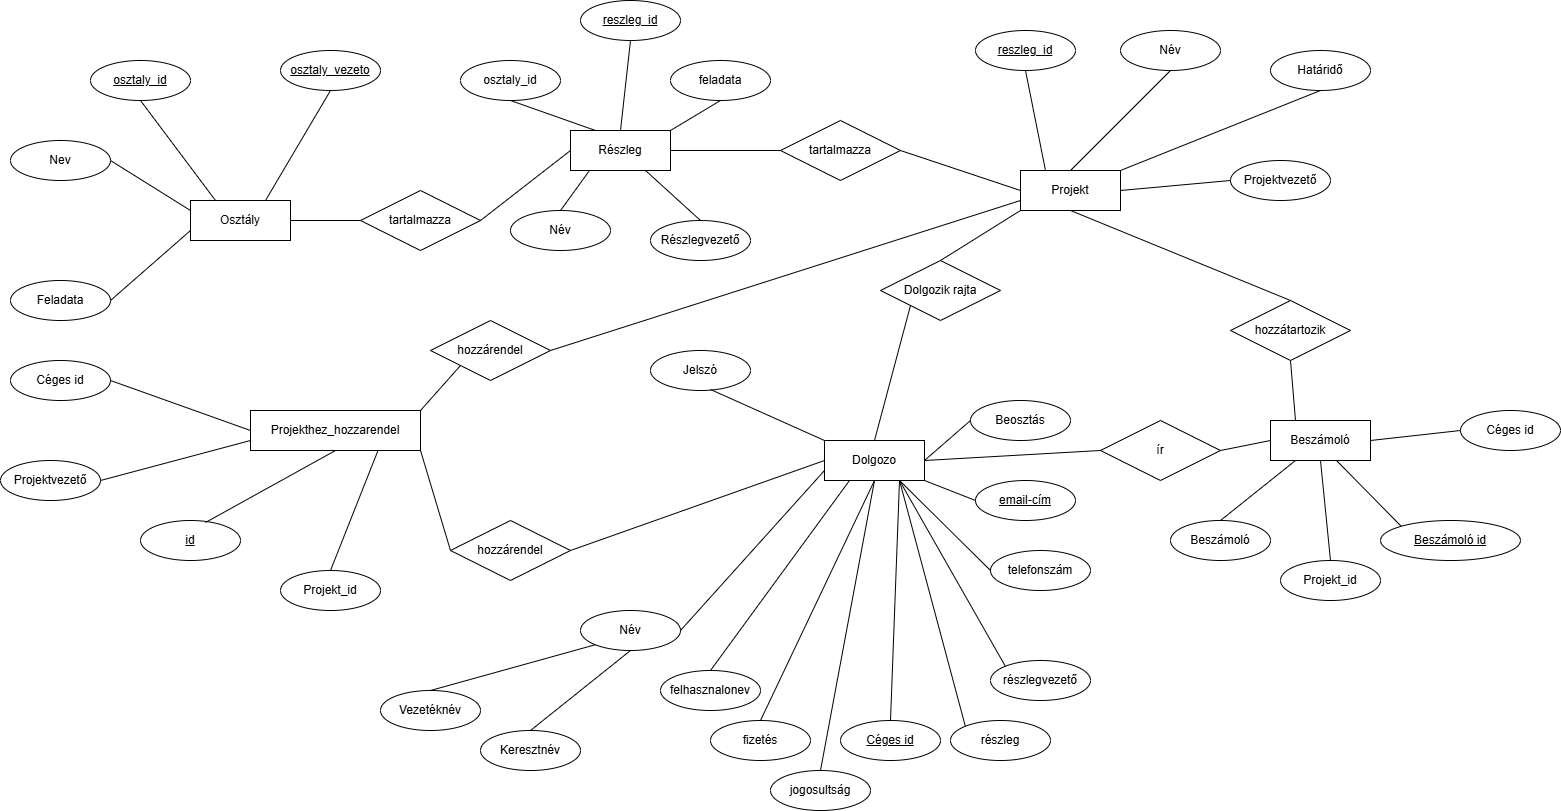 reszleg_id
reszleg_id
Név
osztaly_id
osztaly_vezeto
osztaly_id
feladata
Határidő
Nev
Részleg
tartalmazza
Projekt
Projektvezető
Osztály
tartalmazza
Név
Részlegvezető
Feladata
Dolgozik rajta
hozzátartozik
hozzárendel
Céges id
Jelszó
Projekthez_hozzarendel
Beosztás
Céges id
Beszámoló
ír
Dolgozo
Projektvezető
email-cím
id
hozzárendel
Beszámoló
Beszámoló id
telefonszám
Projekt_id
Projekt_id
Név
részlegvezető
felhasznalonev
Vezetéknév
Keresztnév
fizetés
Céges id
részleg
jogosultság